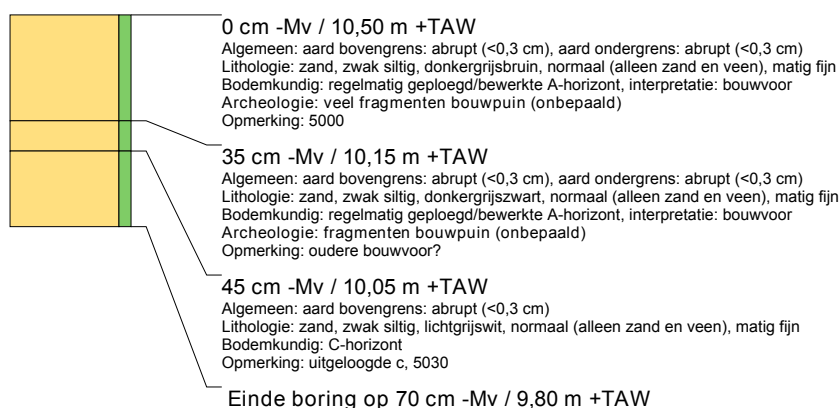 0 cm -Mv / 10,50 m +TAW
Algemeen: aard bovengrens: abrupt (<0,3 cm), aard ondergrens: abrupt (<0,3 cm)
Lithologie: zand, zwak siltig, donkergrijsbruin, normaal (alleen zand en veen), matig fijn
Bodemkundig: regelmatig geploegd/bewerkte A-horizont, interpretatie: bouwvoor
Archeologie: veel fragmenten bouwpuin (onbepaald)
Opmerking: 5000
35 cm -Mv / 10,15 m +TAW
Algemeen: aard bovengrens: abrupt (<0,3 cm), aard ondergrens: abrupt (<0,3 cm)
Lithologie: zand, zwak siltig, donkergrijszwart, normaal (alleen zand en veen), matig fijn
Bodemkundig: regelmatig geploegd/bewerkte A-horizont, interpretatie: bouwvoor
Archeologie: fragmenten bouwpuin (onbepaald)
Opmerking: oudere bouwvoor?
45 cm -Mv / 10,05 m +TAW
Algemeen: aard bovengrens: abrupt (<0,3 cm)
Lithologie: zand, zwak siltig, lichtgrijswit, normaal (alleen zand en veen), matig fijn
Bodemkundig: C-horizont
Opmerking: uitgeloogde c, 5030
Einde boring op 70 cm -Mv / 9,80 m +TAW